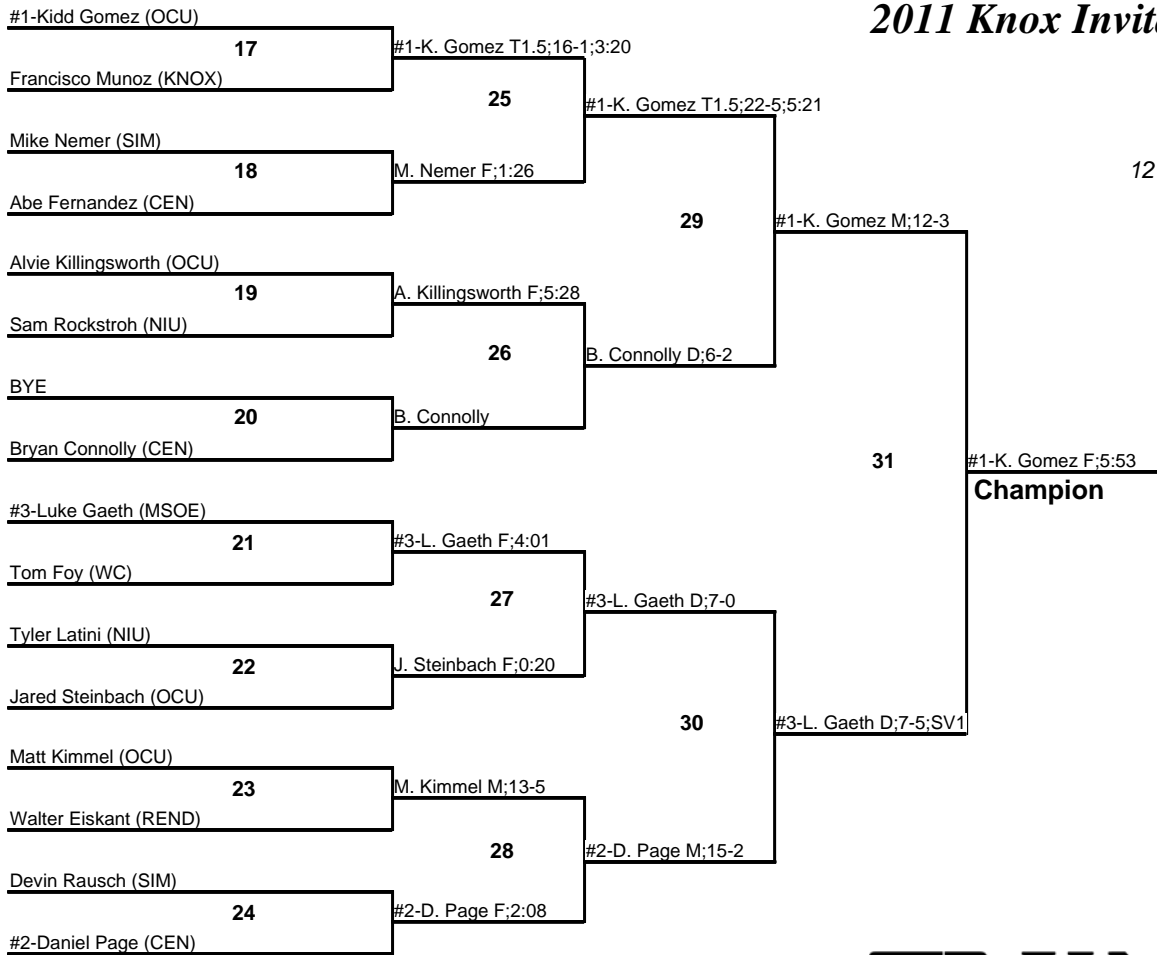 #1-Kidd Gomez (OCU)
2011 Knox Invit
17
#1-K. Gomez T1.5;16-1;3:20
Francisco Munoz (KNOX)
25
#1-K. Gomez T1.5;22-5;5:21
Mike Nemer (SIM)
18
M. Nemer F;1:26
12
Abe Fernandez (CEN)
29
#1-K. Gomez M;12-3
Alvie Killingsworth (OCU)
19
A. Killingsworth F;5:28
Sam Rockstroh (NIU)
26
B. Connolly D;6-2
BYE
20
B. Connolly
Bryan Connolly (CEN)
31
#1-K. Gomez F;5:53
Champion
#3-Luke Gaeth (MSOE)
21
#3-L. Gaeth F;4:01
Tom Foy (WC)
27
#3-L. Gaeth D;7-0
Tyler Latini (NIU)
22
J. Steinbach F;0:20
Jared Steinbach (OCU)
30
#3-L. Gaeth D;7-5;SV1
Matt Kimmel (OCU)
23
M. Kimmel M;13-5
Walter Eiskant (REND)
28
#2-D. Page M;15-2
Devin Rausch (SIM)
24
#2-D. Page F;2:08
#2-Daniel Page (CEN)